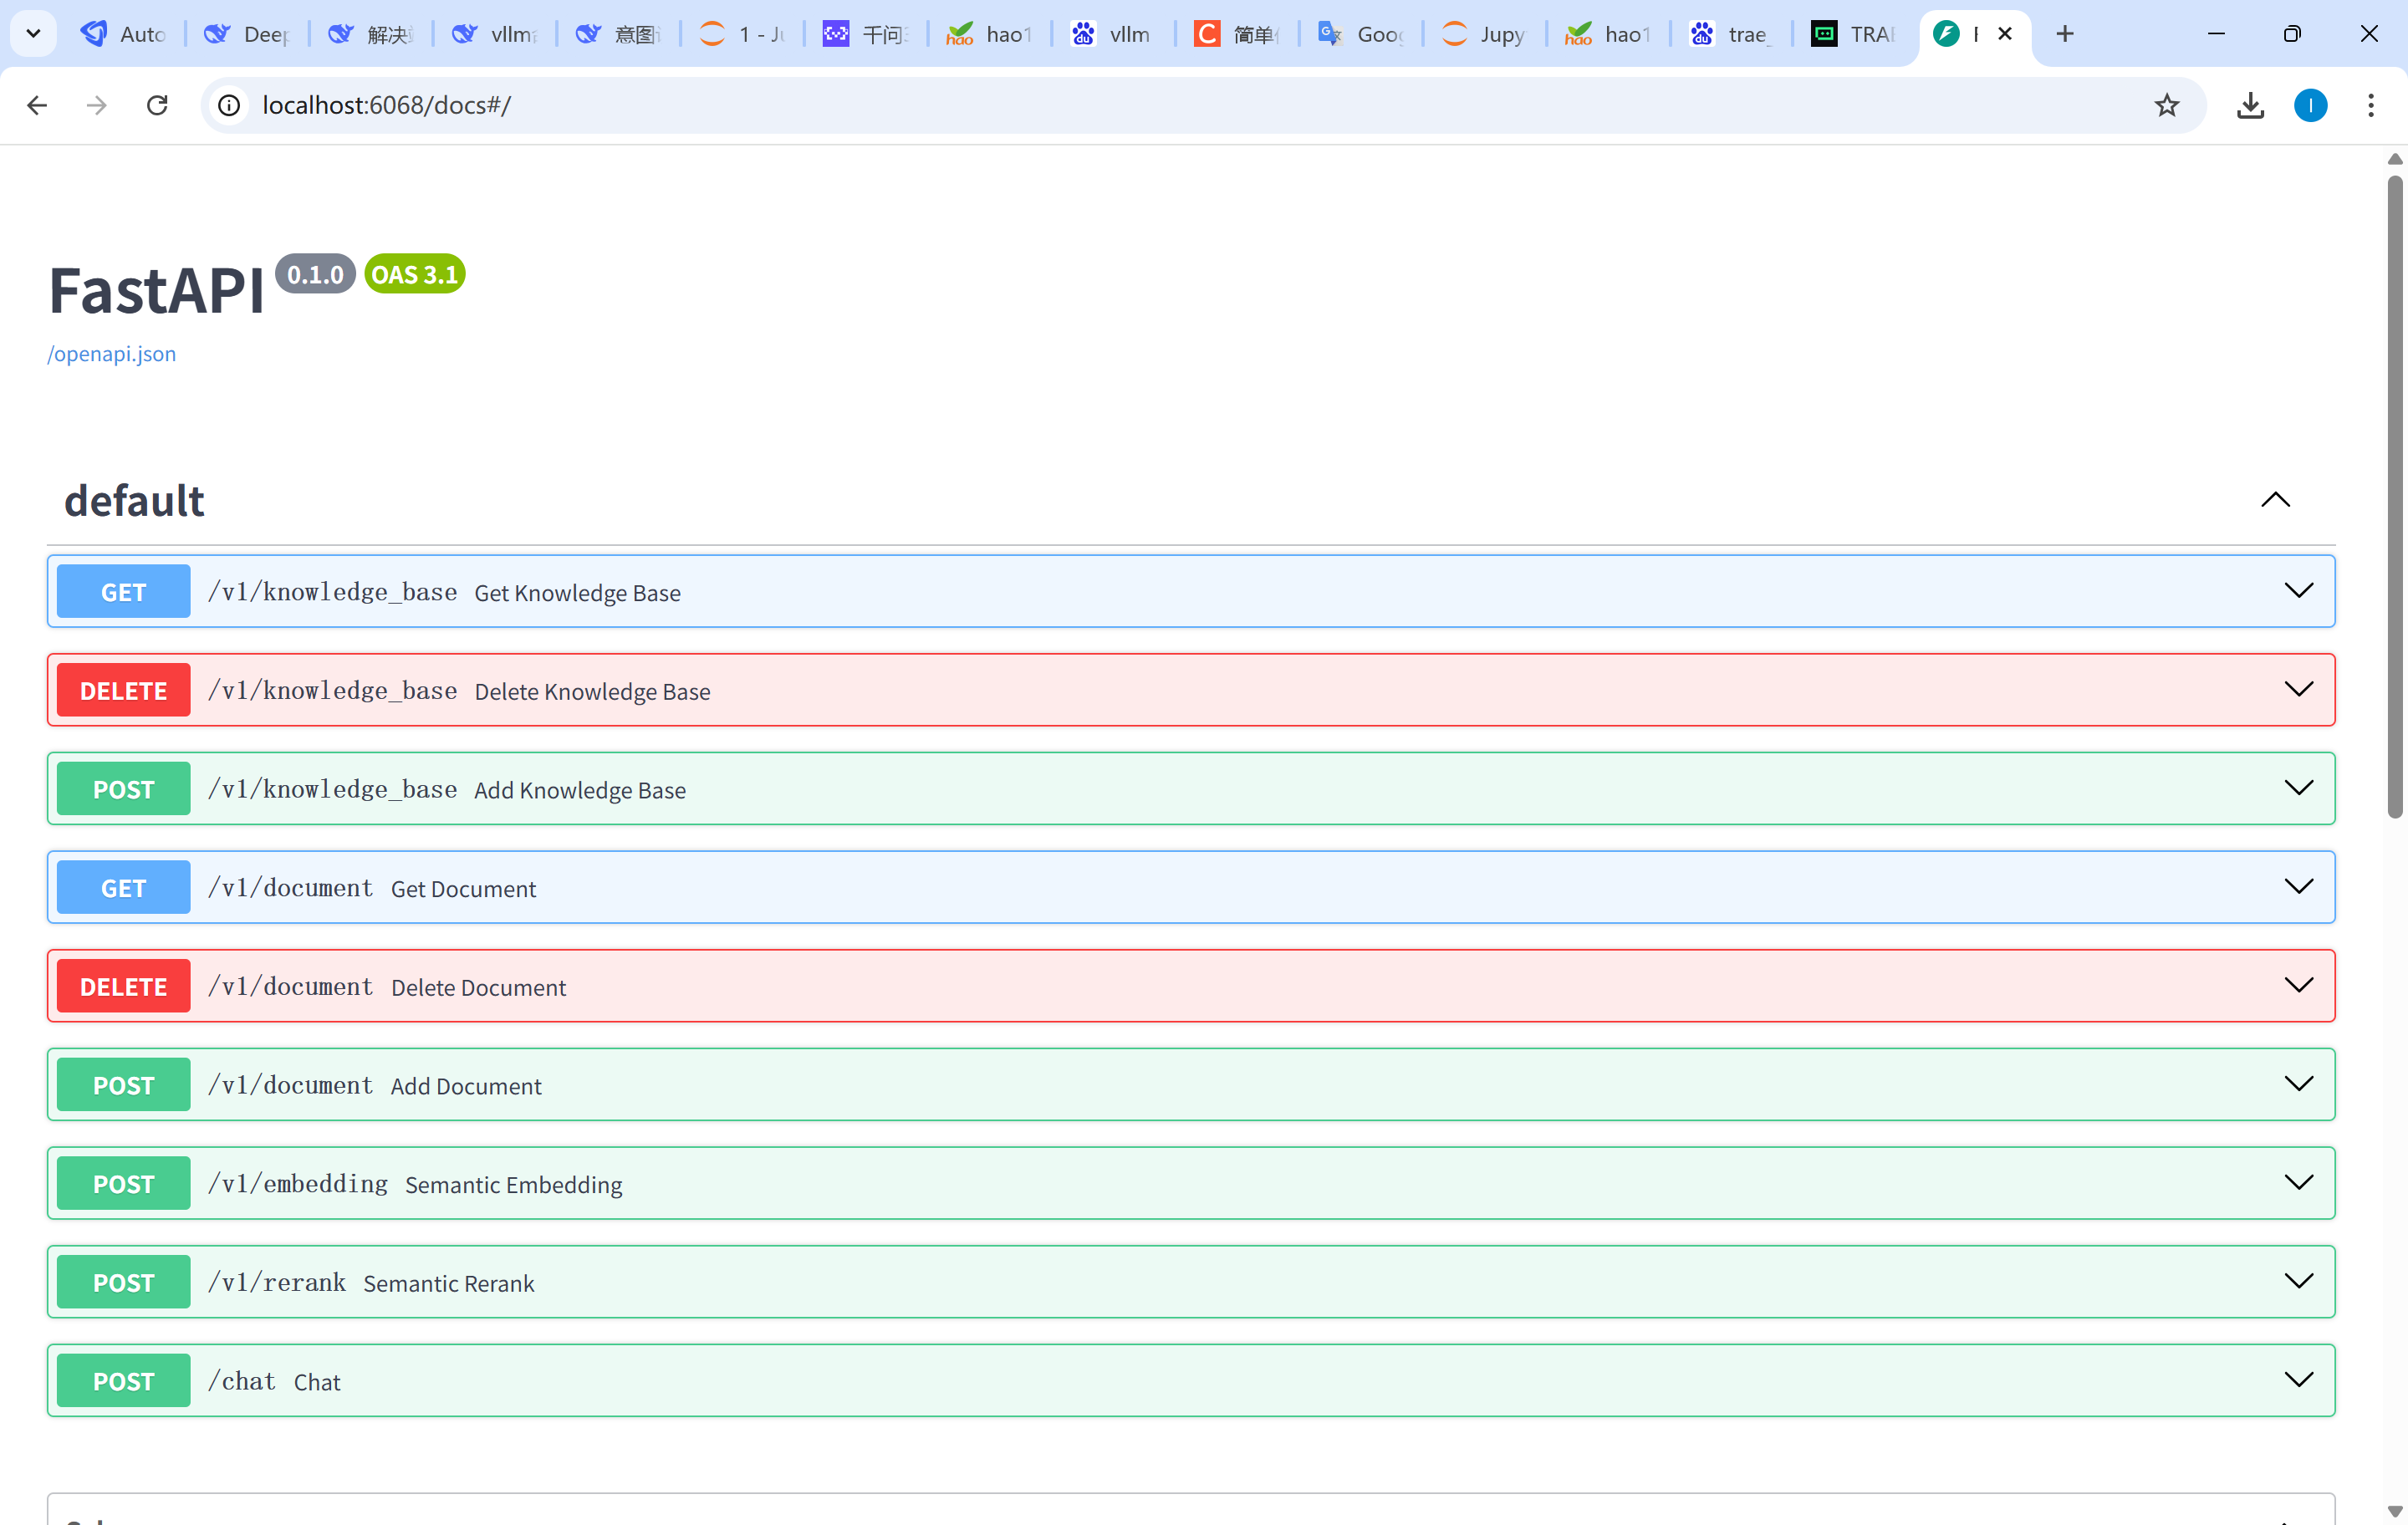 Auto Deep 解决 vllm 意图 1 - Ju 千问 hao1 vllm 简单 Goog Jupy hao1 trae_ TRAE
localhost:6068/docs#/
FastAPI 0.1.0 OAS 3.1
/openapi.json
default
GET /v1/knowledge_base Get Knowledge Base
DELETE /v1/knowledge_base Delete Knowledge Base
POST /v1/knowledge_base Add Knowledge Base
GET /v1/document Get Document
DELETE /v1/document Delete Document
POST /v1/document Add Document
POST /v1/embedding Semantic Embedding
POST /v1/rerank Semantic Rerank
POST /chat Chat